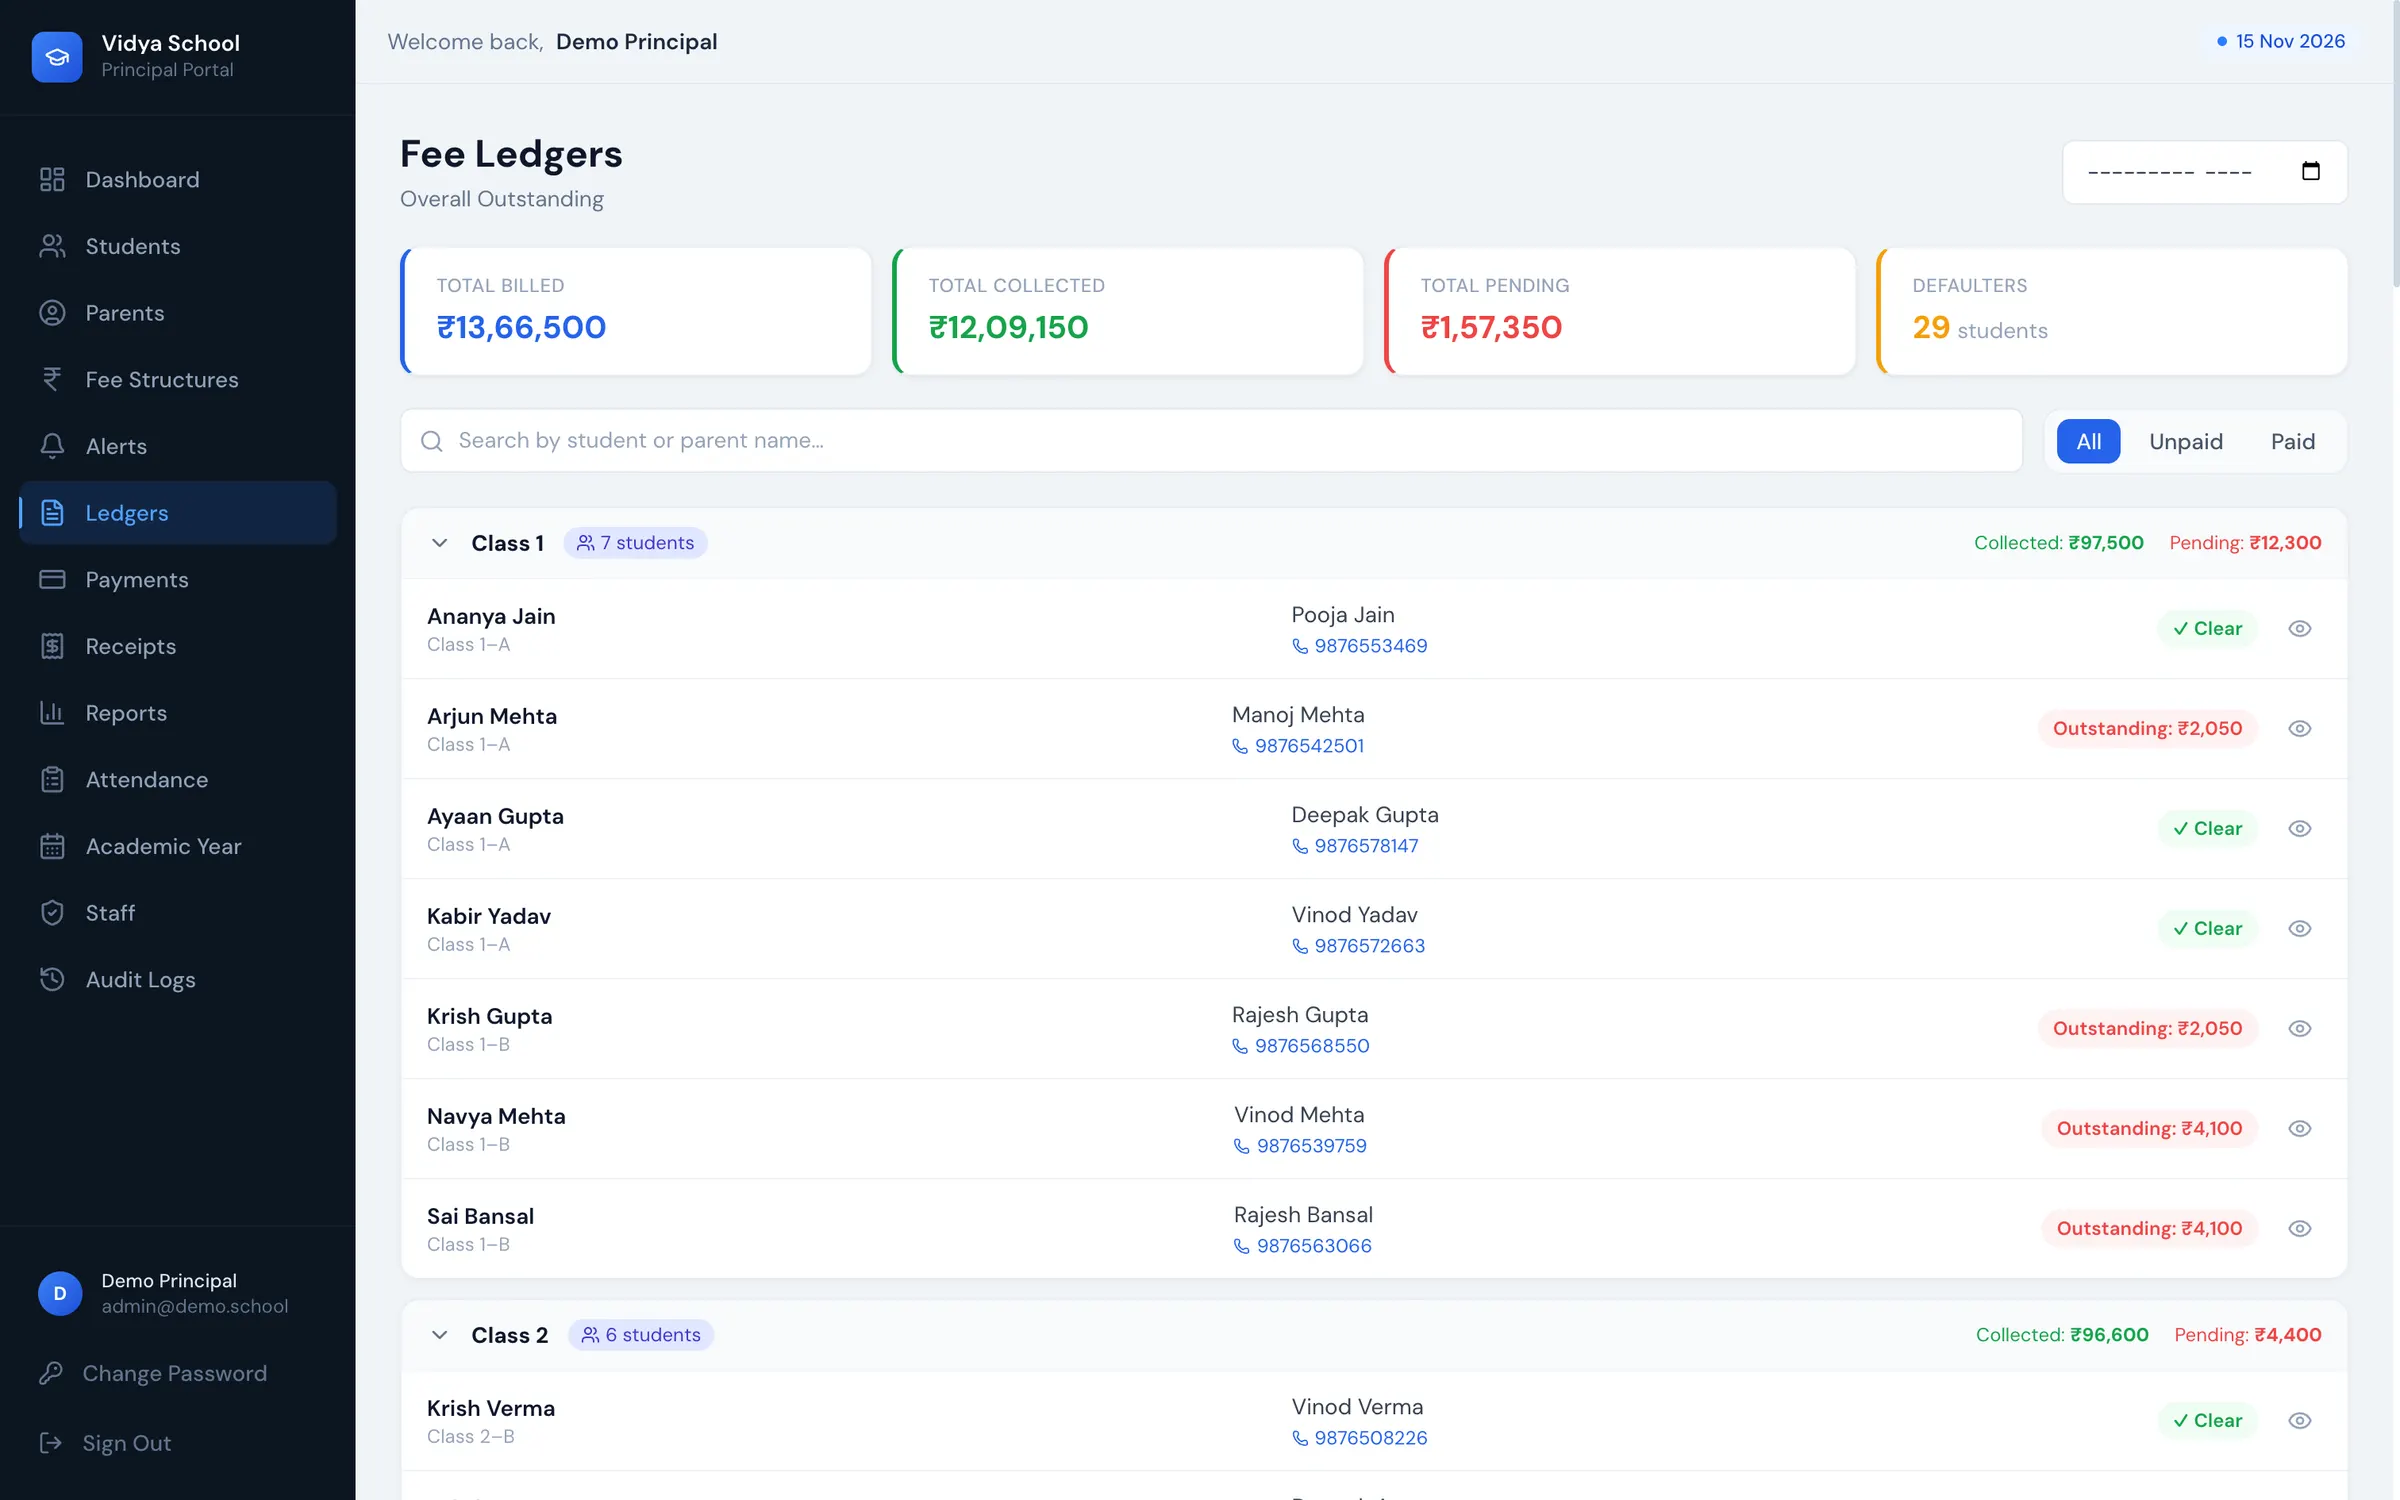 Vidya School
Principal Portal
Dashboard
Students
Parents
Fee Structures
Alerts
Ledgers
Payments
Receipts
Reports
Attendance
Academic Year
Staff
Audit Logs
D
Demo Principal
admin@demo.school
Change Password
Sign Out
Welcome back, Demo Principal
15 Nov 2026
Fee Ledgers
Overall Outstanding
--------- ----
TOTAL BILLED
₹13,66,500
TOTAL COLLECTED
₹12,09,150
TOTAL PENDING
₹1,57,350
DEFAULTERS
29 students
Search by student or parent name...
All Unpaid Paid
Class 1 7 students Collected: ₹97,500 Pending: ₹12,300
Ananya Jain
Class 1–A
Pooja Jain
9876553469
✓ Clear
Arjun Mehta
Class 1–A
Manoj Mehta
9876542501
Outstanding: ₹2,050
Ayaan Gupta
Class 1–A
Deepak Gupta
9876578147
✓ Clear
Kabir Yadav
Class 1–A
Vinod Yadav
9876572663
✓ Clear
Krish Gupta
Class 1–B
Rajesh Gupta
9876568550
Outstanding: ₹2,050
Navya Mehta
Class 1–B
Vinod Mehta
9876539759
Outstanding: ₹4,100
Sai Bansal
Class 1–B
Rajesh Bansal
9876563066
Outstanding: ₹4,100
Class 2 6 students Collected: ₹96,600 Pending: ₹4,400
Krish Verma
Class 2–B
Vinod Verma
9876508226
✓ Clear